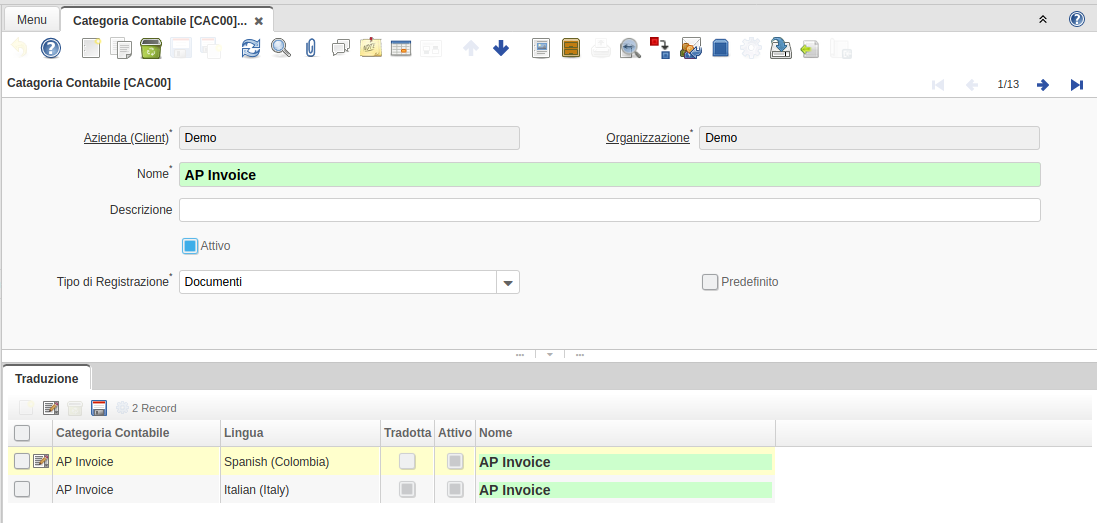 Menu
Categoria Contabile [CAC00]...
Catagoria Contabile [CAC00]
1/13
Azienda (Client)* Demo Organizzazione* Demo
Nome* AP Invoice
Descrizione
Attivo
Tipo di Registrazione* Documenti Predefinito
Traduzione
2 Record
Categoria Contabile Lingua Tradotta Attivo Nome
AP Invoice Spanish (Colombia) AP Invoice
AP Invoice Italian (Italy) AP Invoice